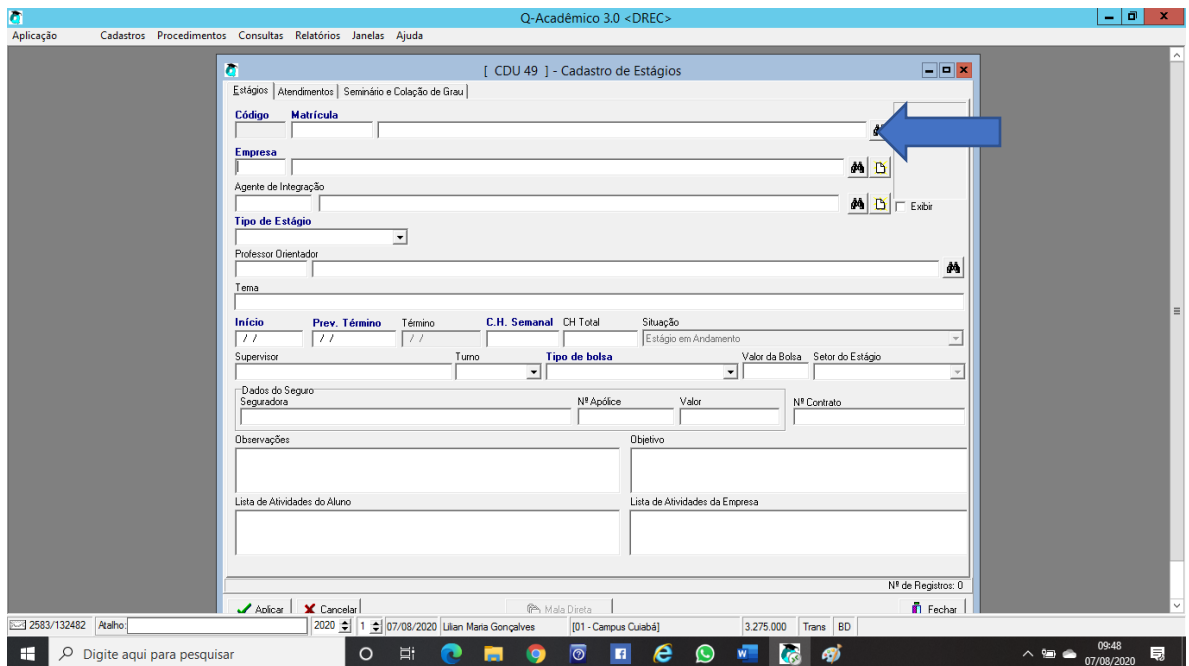 Q-Acadêmico 3.0 <DREC>
Aplicação Cadastros Procedimentos Consultas Relatórios Janelas Ajuda
[ CDU 49 ] - Cadastro de Estágios
Estágios Atendimentos Seminário e Colação de Grau
Código Matrícula
Empresa
Agente de Integração
Exibir
Tipo de Estágio
Professor Orientador
Tema
Início Prev. Término Término C.H. Semanal CH Total Situação
/ / / / / / Estágio em Andamento
Supervisor Turno Tipo de bolsa Valor da Bolsa Setor do Estágio
Dados do Seguro
Seguradora Nº Apólice Valor Nº Contrato
Observações Objetivo
Lista de Atividades do Aluno Lista de Atividades da Empresa
Nº de Registros: 0
Aplicar Cancelar Mala Direta Fechar
2583/132482 Atalho: 2020 1 07/08/2020 Lilian Maria Gonçalves [01 - Campus Cuiabá] 3.275.000 Trans BD
Digite aqui para pesquisar
09:48
07/08/2020